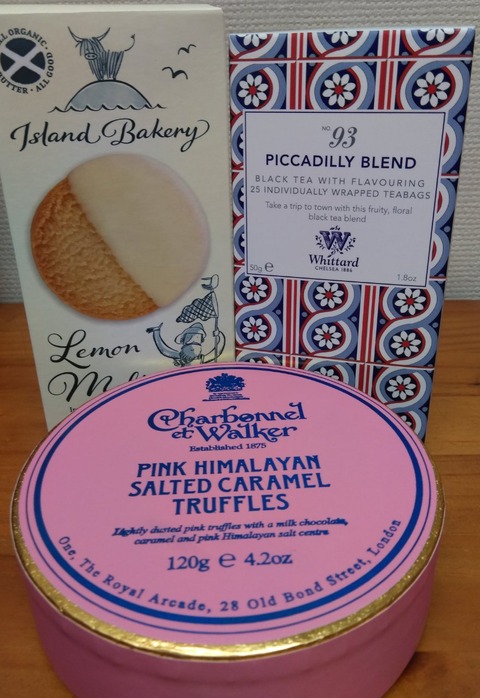 ALL ORGANIC
ALL GOOD
Island Bakery
Lemon
NO.
93
PICCADILLY BLEND
BLACK TEA WITH FLAVOURING
25 INDIVIDUALLY WRAPPED TEABAGS
Take a trip to town with this fruity, floral
black tea blend
W
Whittard
CHELSEA 1886
50g e
1.8oz
Charbonnel
et Walker
Established 1875
PINK HIMALAYAN
SALTED CARAMEL
TRUFFLES
Lightly dusted pink truffles with a milk chocolate,
caramel and pink Himalayan salt centre
120g e 4.2oz
One, The Royal Arcade, 28 Old Bond Street, London